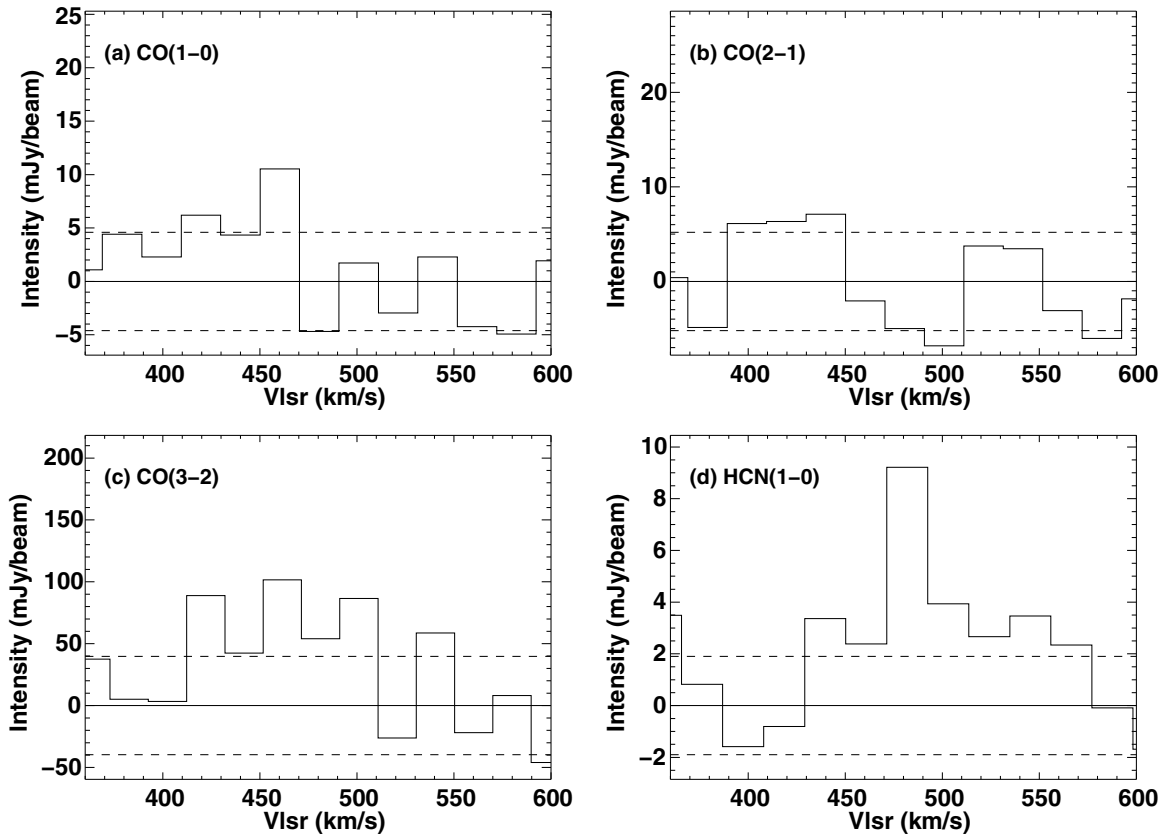 (a) CO(1−0)
Intensity (mJy/beam)
25
20
15
10
5
0
−5
400 450 500 550 600
Vlsr (km/s)
(b) CO(2−1)
Intensity (mJy/beam)
20
10
0
400 450 500 550 600
Vlsr (km/s)
(c) CO(3−2)
Intensity (mJy/beam)
200
150
100
50
0
−50
400 450 500 550 600
Vlsr (km/s)
(d) HCN(1−0)
Intensity (mJy/beam)
10
8
6
4
2
0
−2
400 450 500 550 600
Vlsr (km/s)